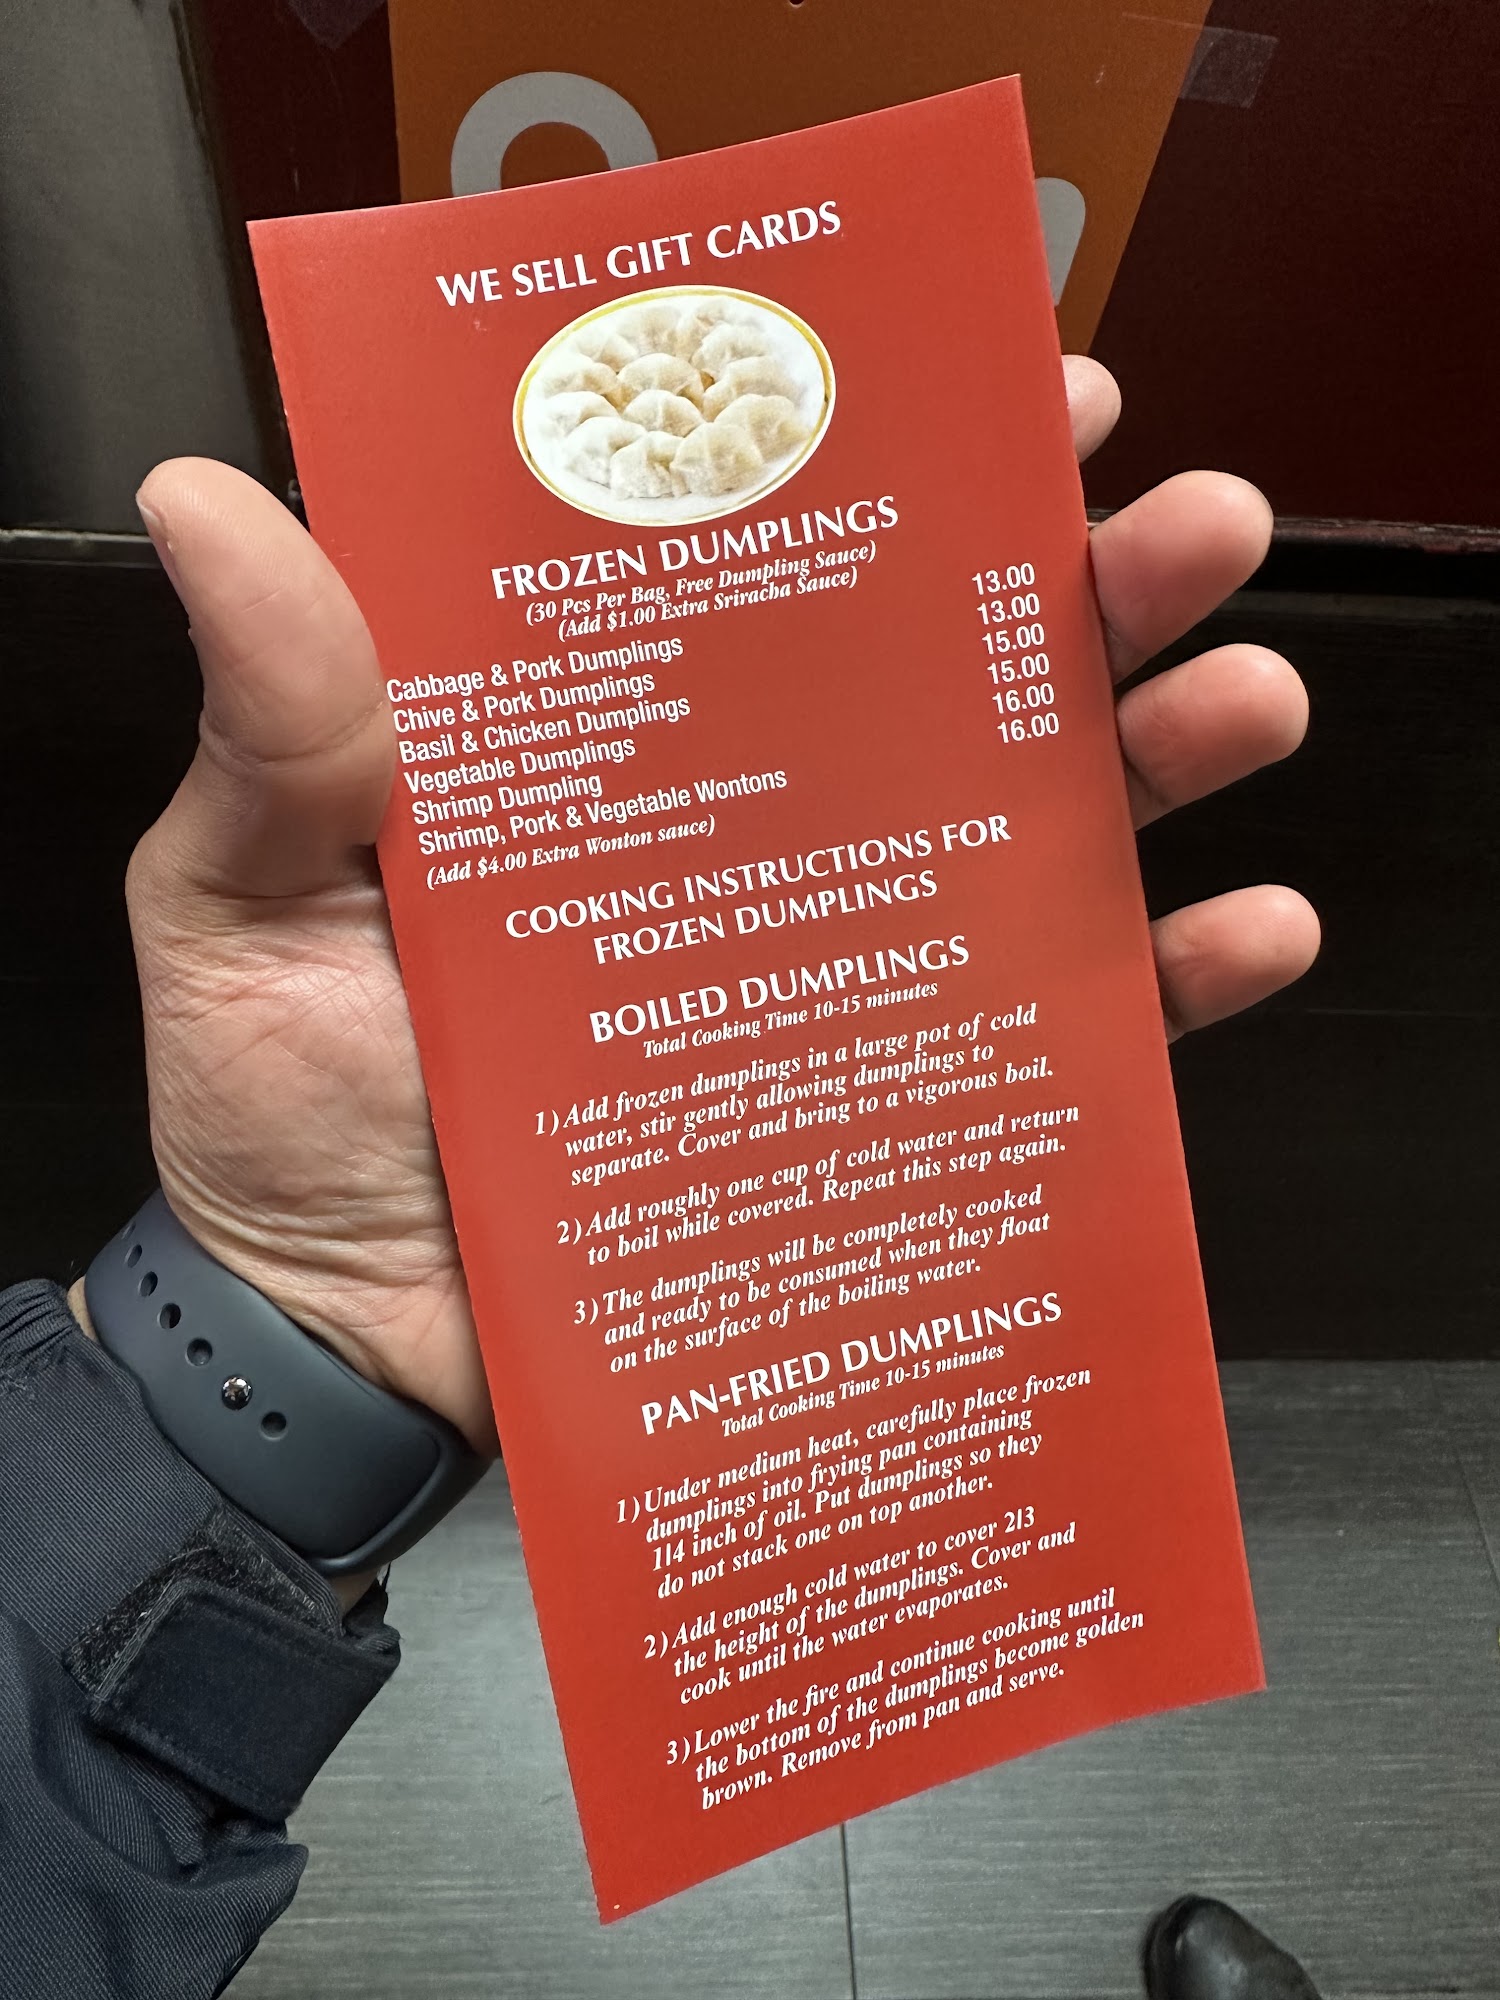 WE SELL GIFT CARDS
FROZEN DUMPLINGS
(30 Pcs Per Bag, Free Dumpling Sauce)
(Add $1.00 Extra Sriracha Sauce)
Cabbage & Pork Dumplings 13.00
Chive & Pork Dumplings 13.00
Basil & Chicken Dumplings 15.00
Vegetable Dumplings 15.00
Shrimp Dumpling 16.00
Shrimp, Pork & Vegetable Wontons 16.00
(Add $4.00 Extra Wonton sauce)
COOKING INSTRUCTIONS FOR
FROZEN DUMPLINGS
BOILED DUMPLINGS
Total Cooking Time 10-15 minutes
1) Add frozen dumplings in a large pot of cold
water, stir gently allowing dumplings to
separate. Cover and bring to a vigorous boil.
2) Add roughly one cup of cold water and return
to boil while covered. Repeat this step again.
3) The dumplings will be completely cooked
and ready to be consumed when they float
on the surface of the boiling water.
PAN-FRIED DUMPLINGS
Total Cooking Time 10-15 minutes
1) Under medium heat, carefully place frozen
dumplings into frying pan containing
1/4 inch of oil. Put dumplings so they
do not stack one on top another.
2) Add enough cold water to cover 2/3
the height of the dumplings. Cover and
cook until the water evaporates.
3) Lower the fire and continue cooking until
the bottom of the dumplings become golden
brown. Remove from pan and serve.